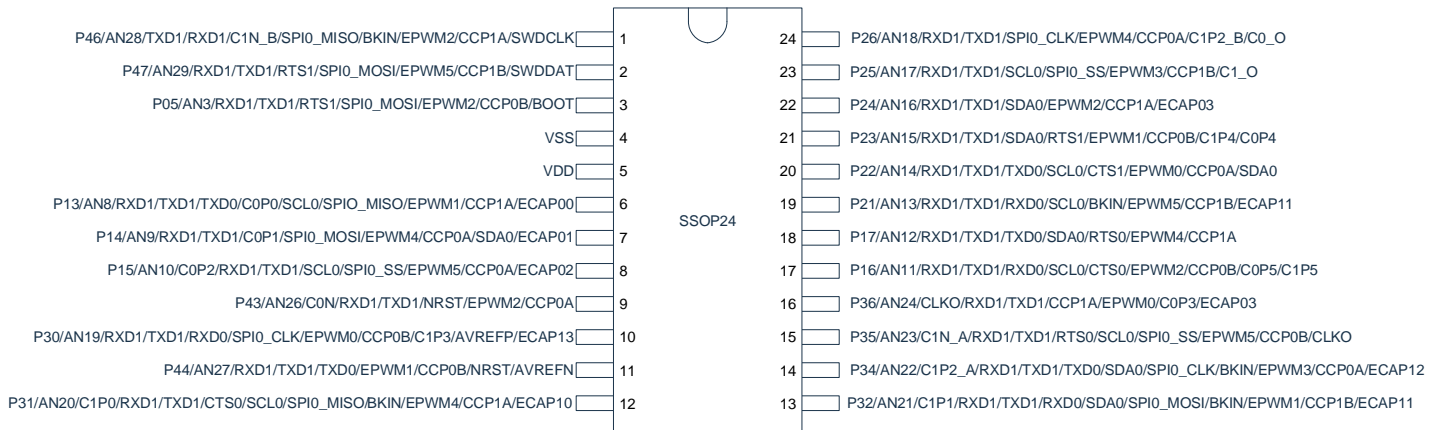 P46/AN28/TXD1/RXD1/C1N_B/SPI0_MISO/BKIN/EPWM2/CCP1A/SWDCLK 1 24 P26/AN18/RXD1/TXD1/SPI0_CLK/EPWM4/CCP0A/C1P2_B/C0_O
P47/AN29/RXD1/TXD1/RTS1/SPI0_MOSI/EPWM5/CCP1B/SWDDAT 2 23 P25/AN17/RXD1/TXD1/SCL0/SPI0_SS/EPWM3/CCP1B/C1_O
P05/AN3/RXD1/TXD1/RTS1/SPI0_MOSI/EPWM2/CCP0B/BOOT 3 22 P24/AN16/RXD1/TXD1/SDA0/EPWM2/CCP1A/ECAP03
VSS 4 21 P23/AN15/RXD1/TXD1/SDA0/RTS1/EPWM1/CCP0B/C1P4/C0P4
VDD 5 20 P22/AN14/RXD1/TXD1/TXD0/SCL0/CTS1/EPWM0/CCP0A/SDA0
P13/AN8/RXD1/TXD1/TXD0/C0P0/SCL0/SPIO_MISO/EPWM1/CCP1A/ECAP00 6 19 P21/AN13/RXD1/TXD1/RXD0/SCL0/BKIN/EPWM5/CCP1B/ECAP11
SSOP24
P14/AN9/RXD1/TXD1/C0P1/SPI0_MOSI/EPWM4/CCP0A/SDA0/ECAP01 7 18 P17/AN12/RXD1/TXD1/TXD0/SDA0/RTS0/EPWM4/CCP1A
P15/AN10/C0P2/RXD1/TXD1/SCL0/SPI0_SS/EPWM5/CCP0A/ECAP02 8 17 P16/AN11/RXD1/TXD1/RXD0/SCL0/CTS0/EPWM2/CCP0B/C0P5/C1P5
P43/AN26/C0N/RXD1/TXD1/NRST/EPWM2/CCP0A 9 16 P36/AN24/CLKO/RXD1/TXD1/CCP1A/EPWM0/C0P3/ECAP03
P30/AN19/RXD1/TXD1/RXD0/SPI0_CLK/EPWM0/CCP0B/C1P3/AVREFP/ECAP13 10 15 P35/AN23/C1N_A/RXD1/TXD1/RTS0/SCL0/SPI0_SS/EPWM5/CCP0B/CLKO
P44/AN27/RXD1/TXD1/TXD0/EPWM1/CCP0B/NRST/AVREFN 11 14 P34/AN22/C1P2_A/RXD1/TXD1/TXD0/SDA0/SPI0_CLK/BKIN/EPWM3/CCP0A/ECAP12
P31/AN20/C1P0/RXD1/TXD1/CTS0/SCL0/SPI0_MISO/BKIN/EPWM4/CCP1A/ECAP10 12 13 P32/AN21/C1P1/RXD1/TXD1/RXD0/SDA0/SPI0_MOSI/BKIN/EPWM1/CCP1B/ECAP11